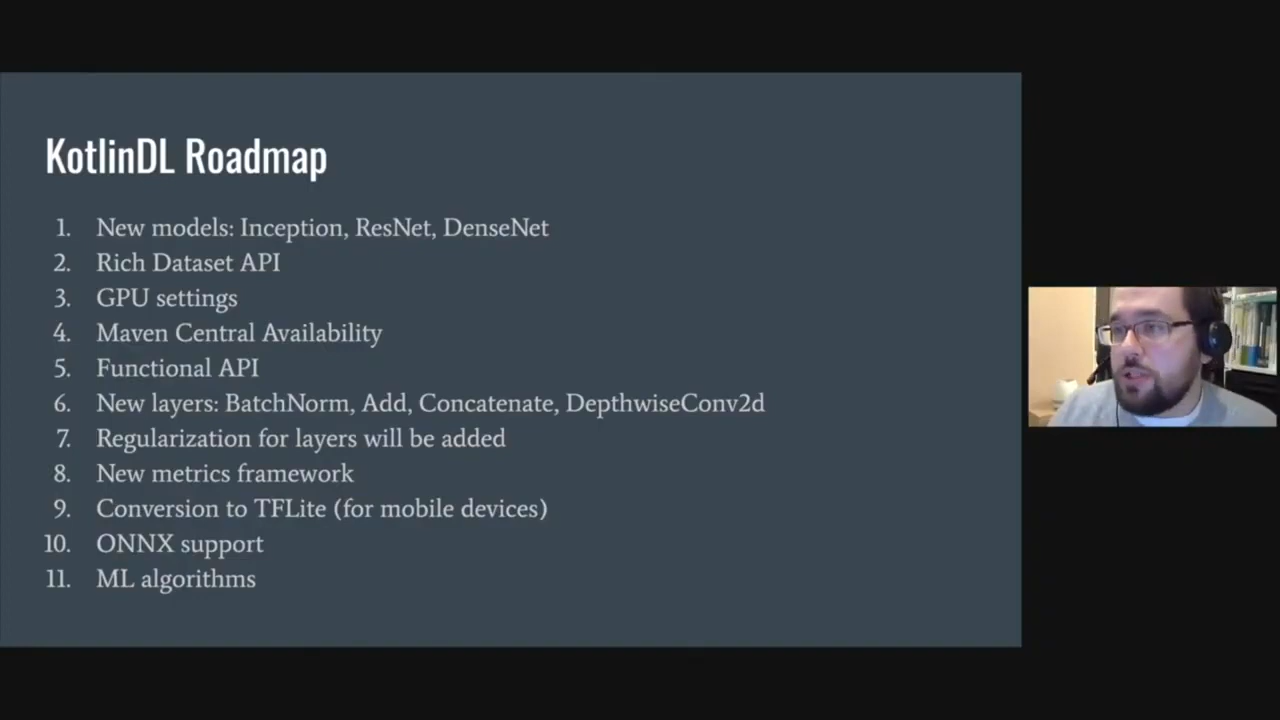 KotlinDL Roadmap
1. New models: Inception, ResNet, DenseNet
2. Rich Dataset API
3. GPU settings
4. Maven Central Availability
5. Functional API
6. New layers: BatchNorm, Add, Concatenate, DepthwiseConv2d
7. Regularization for layers will be added
8. New metrics framework
9. Conversion to TFLite (for mobile devices)
10. ONNX support
11. ML algorithms